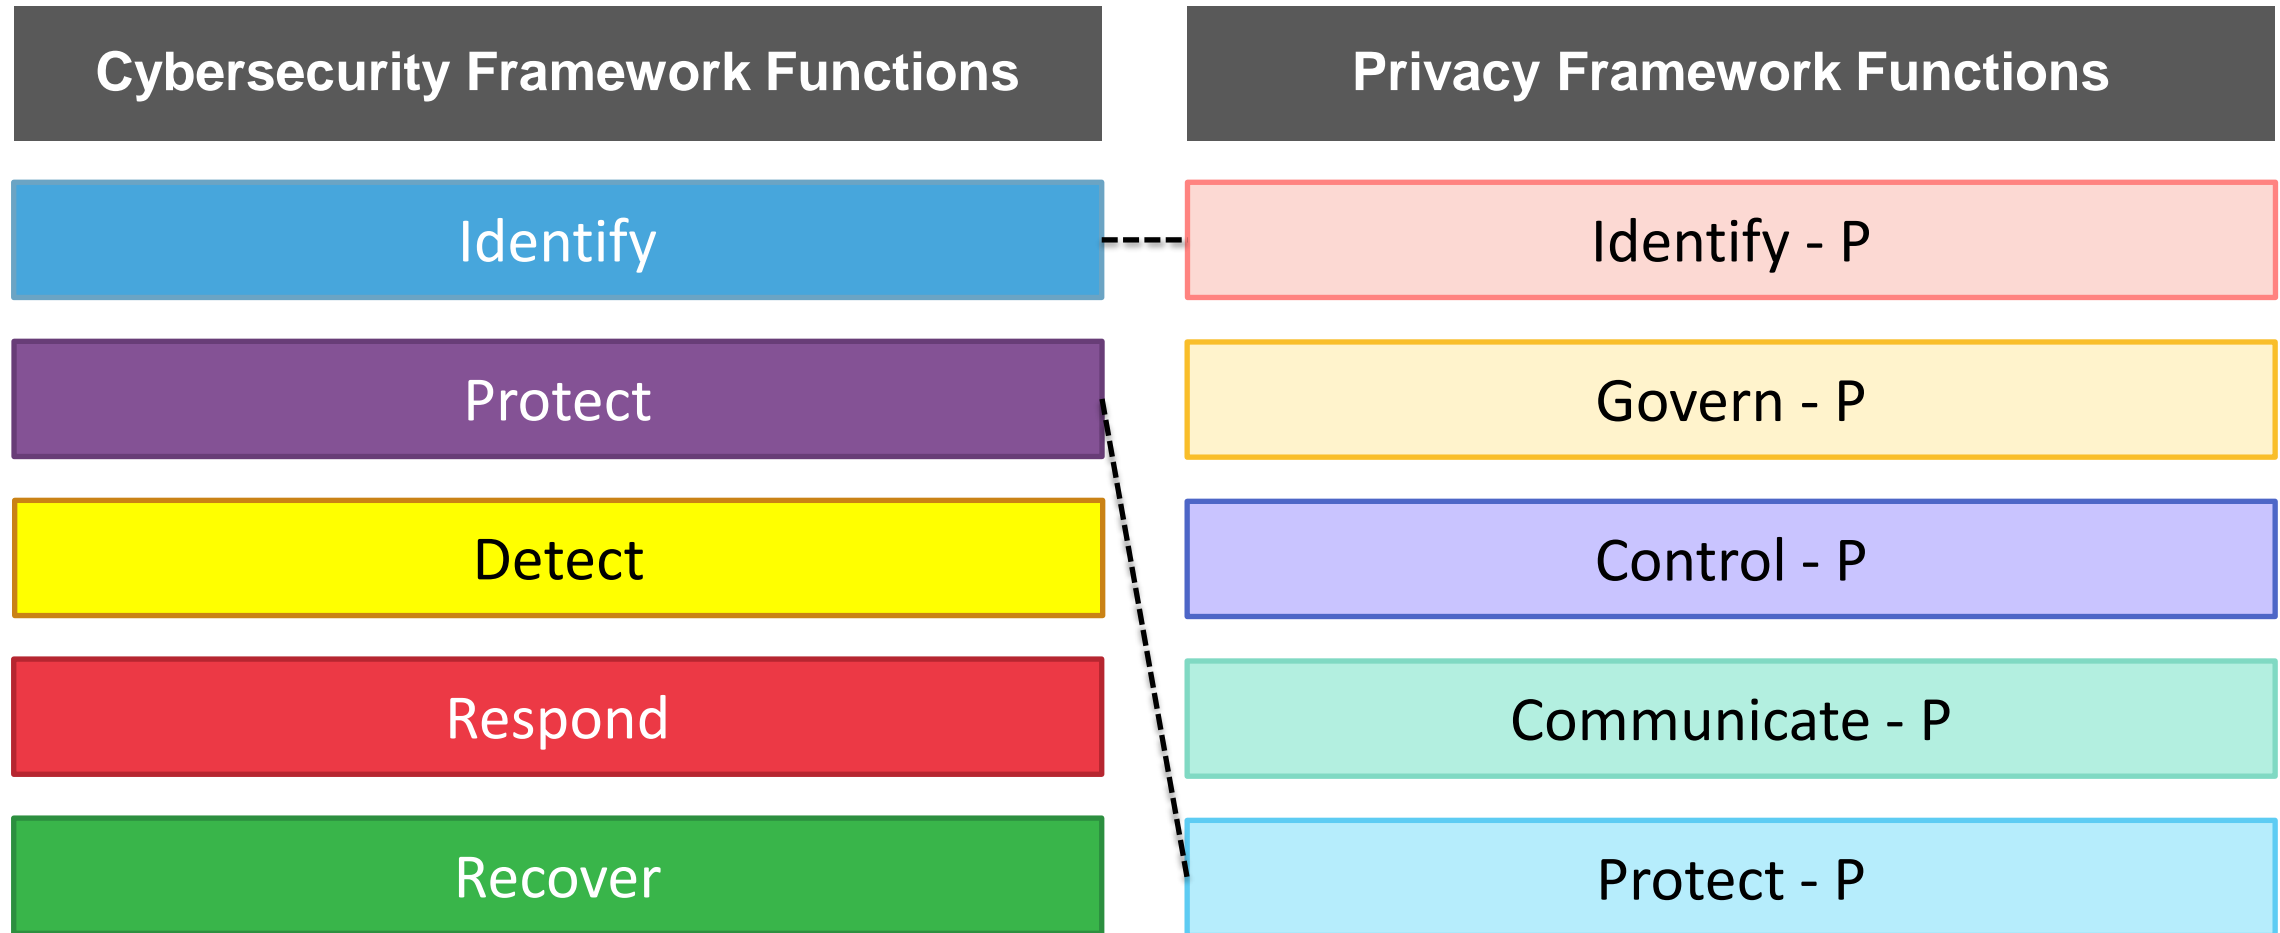 Cybersecurity Framework Functions
Privacy Framework Functions
Identify
Identify - P
Protect
Govern - P
Detect
Control - P
Respond
Communicate - P
Recover
Protect - P